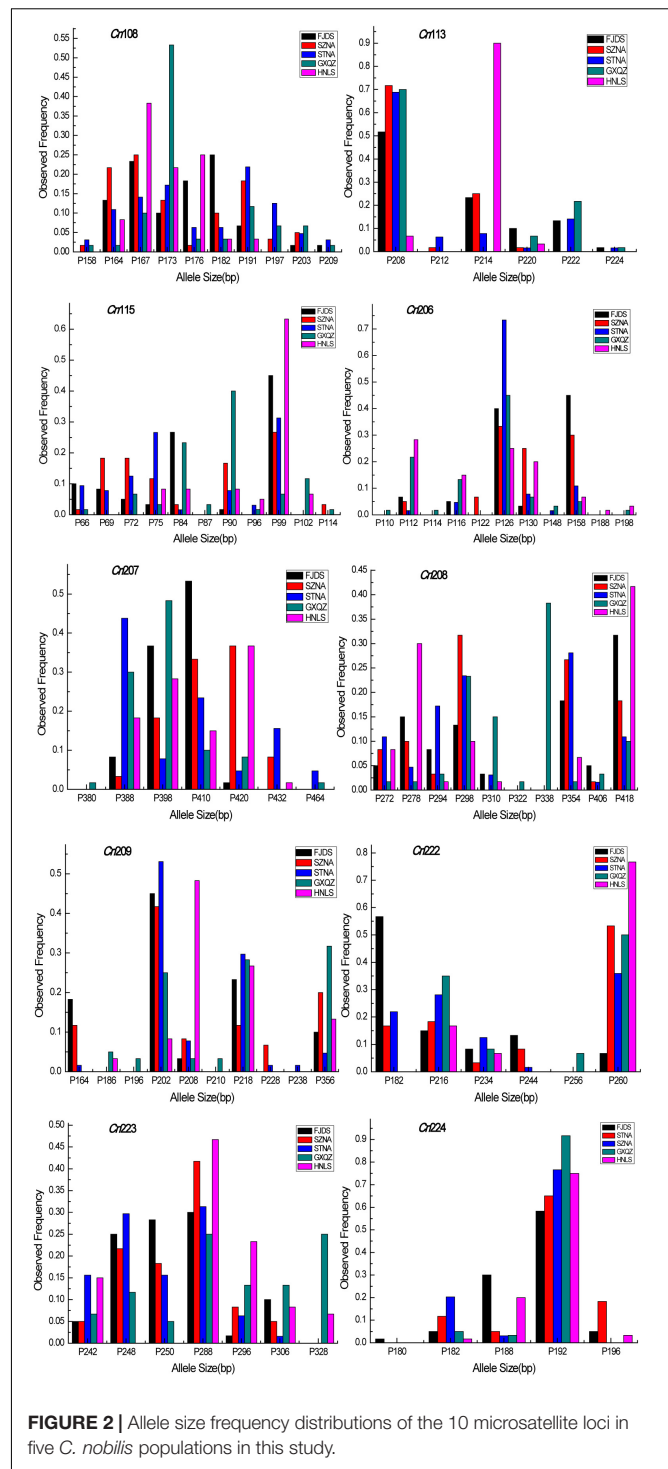 Cn108
FJDS
SZNA
STNA
GXQZ
HNLS
Observed Frequency
0.55
0.50
0.45
0.40
0.35
0.30
0.25
0.20
0.15
0.10
0.05
0.00
P158 P164 P167 P173 P176 P182 P191 P197 P203 P209
Allele Size(bp)
Cn113
FJDS
SZNA
STNA
GXQZ
HNLS
Observed Frequency
0.9
0.8
0.7
0.6
0.5
0.4
0.3
0.2
0.1
0.0
P208 P212 P214 P220 P222 P224
Allele Size(bp)
Cn115
FJDS
SZNA
STNA
GXQZ
HNLS
Observed Frequency
0.6
0.5
0.4
0.3
0.2
0.1
0.0
P66 P69 P72 P75 P84 P87 P90 P96 P99 P102 P114
Allele Size(bp)
Cn206
FJDS
SZNA
STNA
GXQZ
HNLS
Observed Frequency
0.7
0.6
0.5
0.4
0.3
0.2
0.1
0.0
P110 P112 P114 P116 P122 P126 P130 P148 P158 P188 P198
Allele Size(bp)
Cn207
FJDS
SZNA
STNA
GXQZ
HNLS
Observed Frequency
0.5
0.4
0.3
0.2
0.1
0.0
P380 P388 P398 P410 P420 P432 P464
Allele Size(bp)
Cn208
FJDS
SZNA
STNA
GXQZ
HNLS
Observed Frequency
0.45
0.40
0.35
0.30
0.25
0.20
0.15
0.10
0.05
0.00
P272 P278 P294 P298 P310 P322 P338 P354 P406 P418
Allele Size(bp)
Cn209
FJDS
SZNA
STNA
GXQZ
HNLS
Observed Frequency
0.5
0.4
0.3
0.2
0.1
0.0
P164 P186 P196 P202 P208 P210 P218 P228 P238 P356
Allele Size(bp)
Cn222
FJDS
SZNA
STNA
GXQZ
HNLS
Observed Frequency
0.8
0.7
0.6
0.5
0.4
0.3
0.2
0.1
0.0
P182 P216 P234 P244 P256 P260
Allele Size(bp)
Cn223
FJDS
SZNA
STNA
GXQZ
HNLS
Observed Frequency
0.50
0.45
0.40
0.35
0.30
0.25
0.20
0.15
0.10
0.05
0.00
P242 P248 P250 P288 P296 P306 P328
Allele Size(bp)
Cn224
FJDS
STNA
SZNA
GXQZ
HNLS
Observed Frequency
0.9
0.8
0.7
0.6
0.5
0.4
0.3
0.2
0.1
0.0
P180 P182 P188 P192 P196
Allele Size(bp)
FIGURE 2 | Allele size frequency distributions of the 10 microsatellite loci in
five C. nobilis populations in this study.